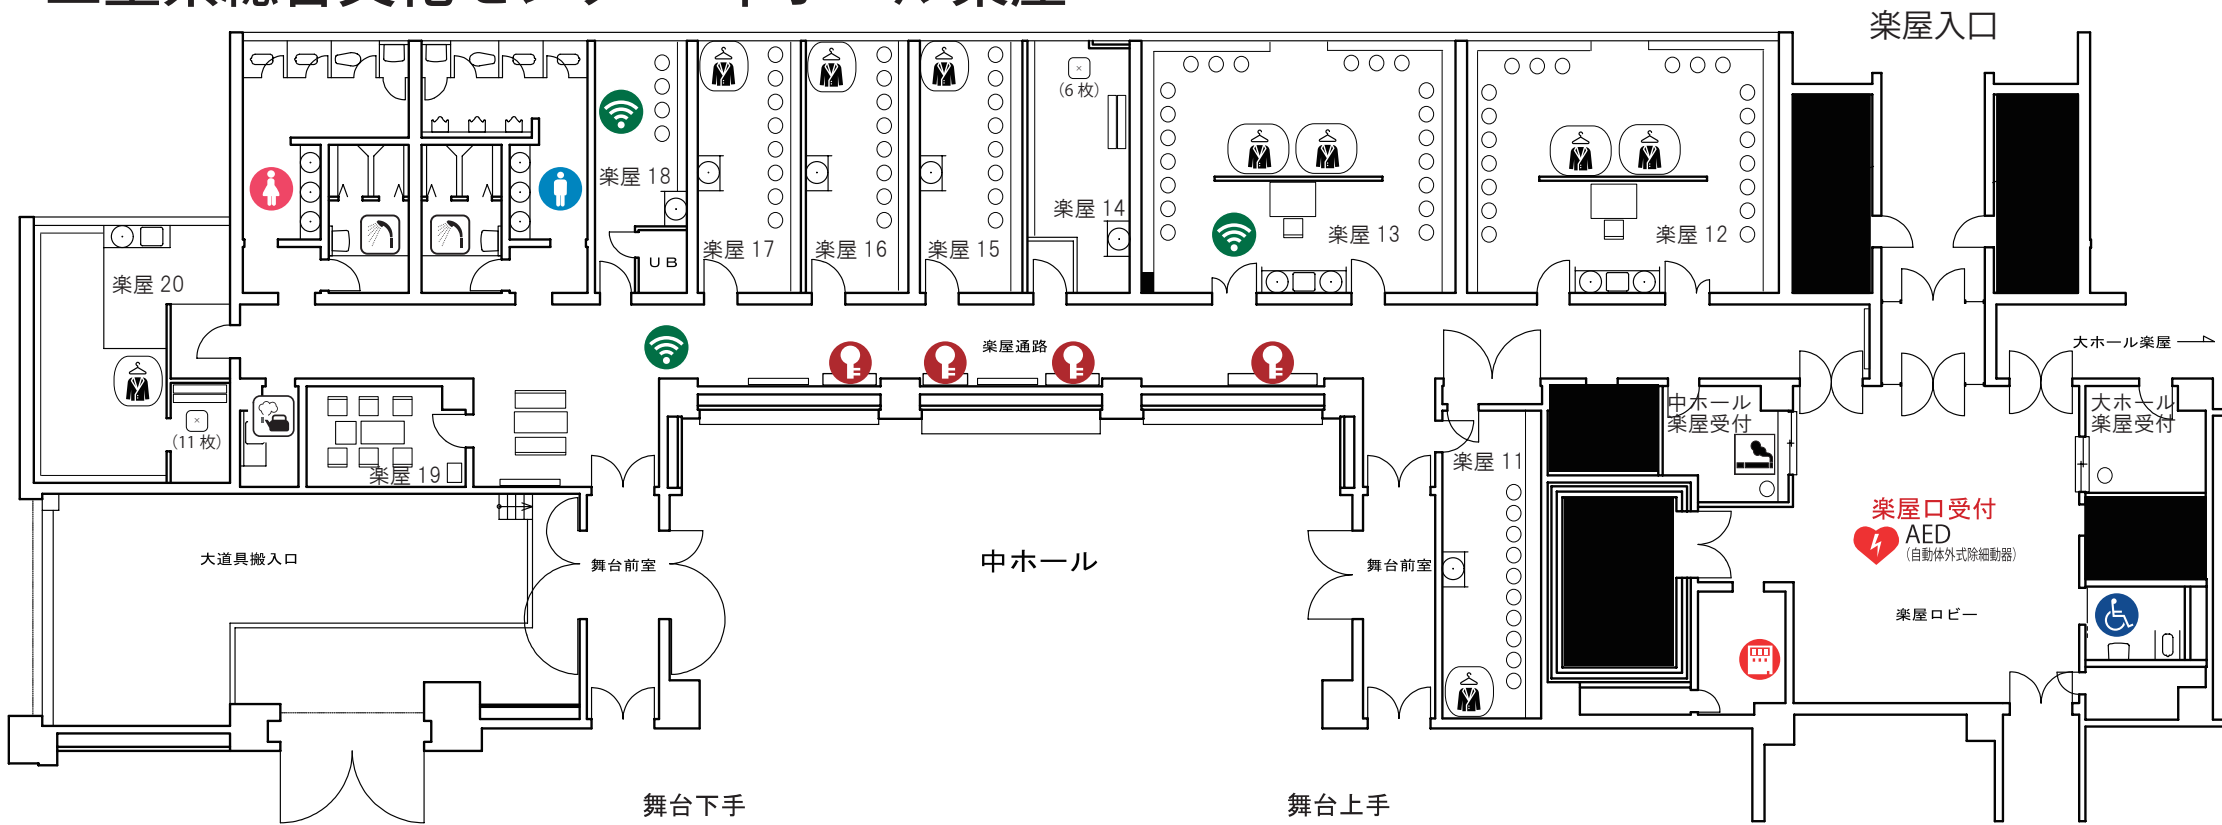 楽屋入口
(6 枚)
楽屋 18
楽屋 14
楽屋 17
楽屋 16
楽屋 15
楽屋 13
楽屋 12
UB
楽屋 20
楽屋通路
大ホール楽屋
中ホール
楽屋受付
大ホール
楽屋受付
(11 枚)
楽屋 19
楽屋 11
楽屋口受付
AED
(自動体外式除細動器)
大道具搬入口
舞台前室
中ホール
舞台前室
楽屋ロビー
舞台下手
舞台上手